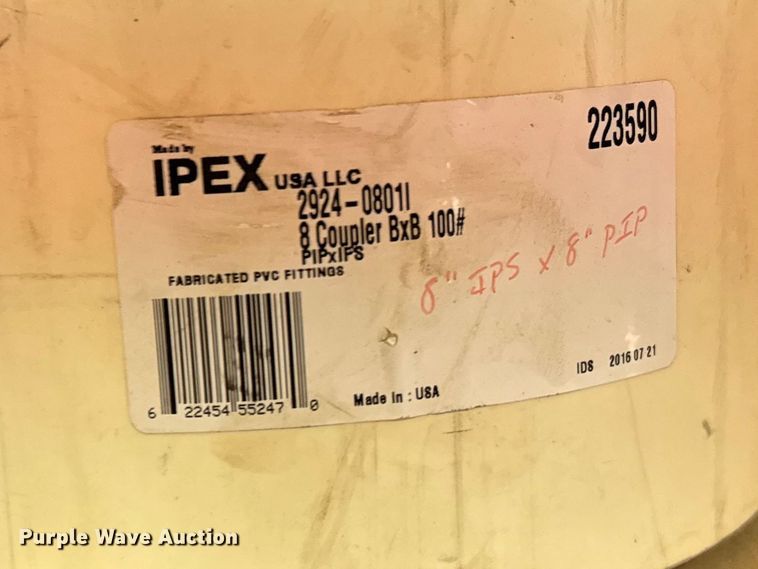 Made by
IPEX USA LLC
223590
2924-0801I
8 Coupler BxB 100#
PIPxIPS
FABRICATED PVC FITTINGS
8" IPS x 8" PIP
6 22454 55247 0
Made In : USA
IDS 2016 07 21
Purple Wave Auction